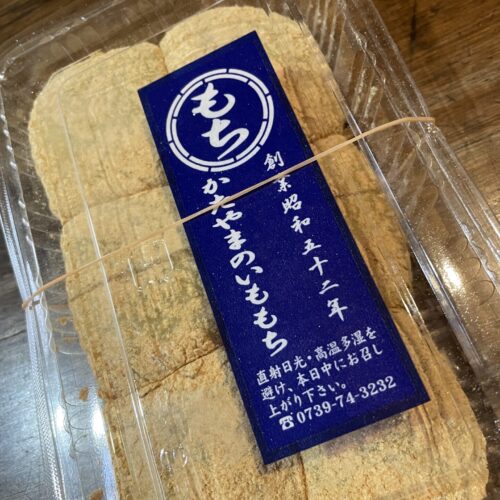 もち
創業昭和五十二年
かたやまのいももち
直射日光・高温多湿を
避け、本日中にお召し
上がり下さい。
☎0739-74-3232